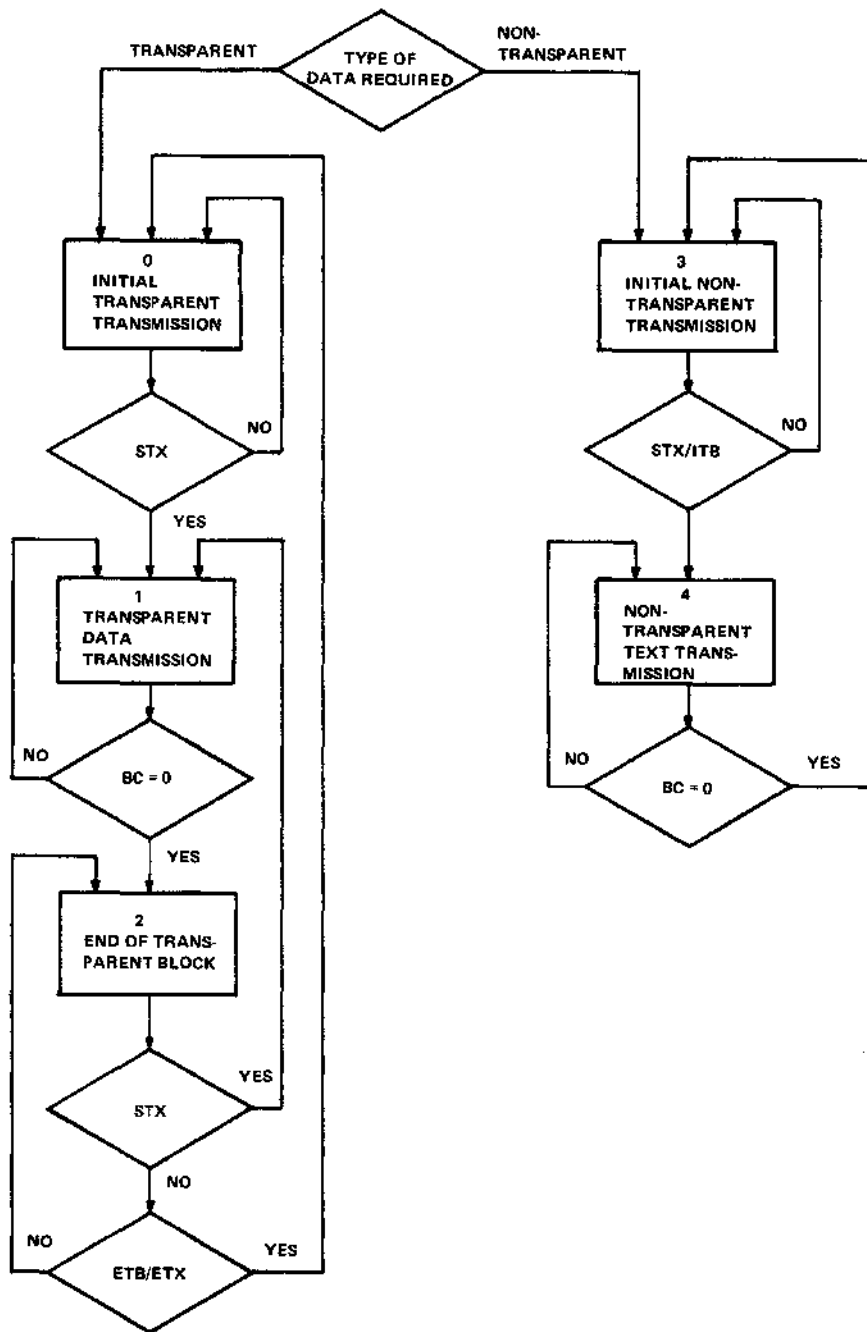 TRANSPARENT
TYPE OF
DATA REQUIRED
NON-
TRANSPARENT
0
INITIAL
TRANSPARENT
TRANSMISSION
STX
NO
YES
1
TRANSPARENT
DATA
TRANSMISSION
NO
BC = 0
YES
2
END OF TRANS-
PARENT BLOCK
STX
YES
NO
NO
ETB/ETX
YES
3
INITIAL NON-
TRANSPARENT
TRANSMISSION
STX/ITB
NO
4
NON-
TRANSPARENT
TEXT TRANS-
MISSION
NO
BC = 0
YES